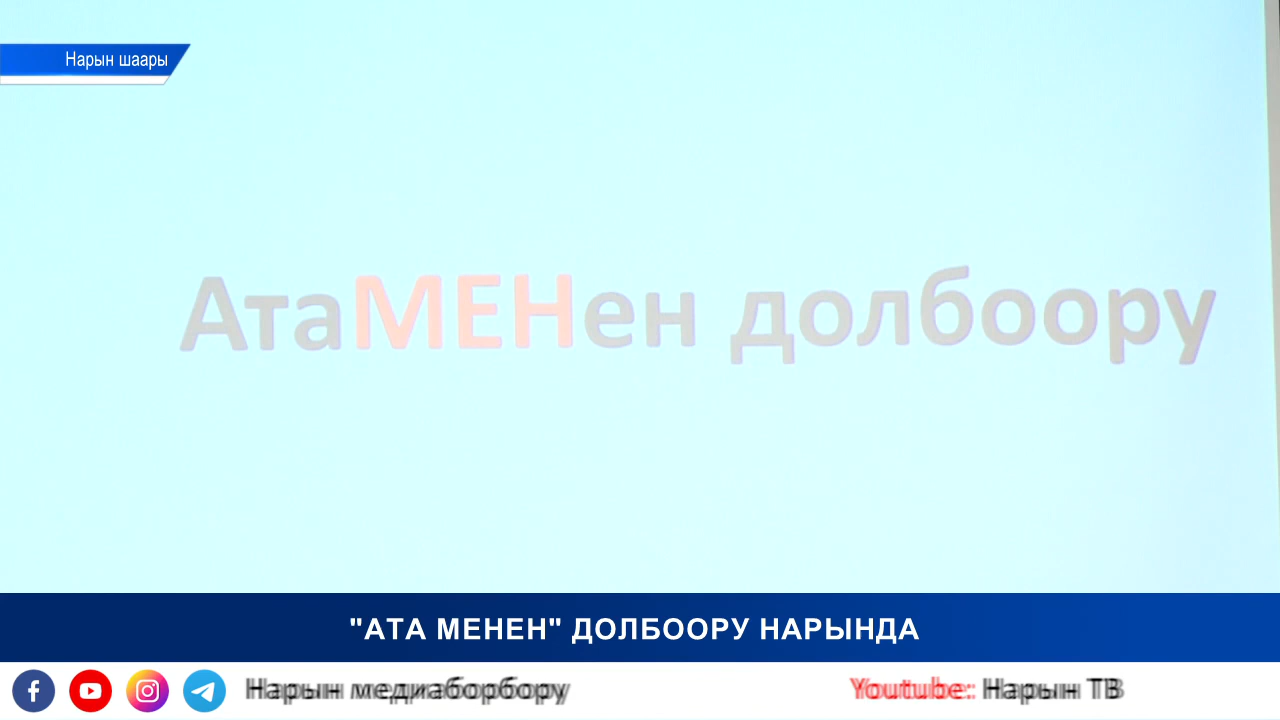 Нарын шаары
АтаМЕНен долбоору
"АТА МЕНЕН" ДОЛБООРУ НАРЫНДА
Нарын медиаборбору
Youtube: Нарын ТВ